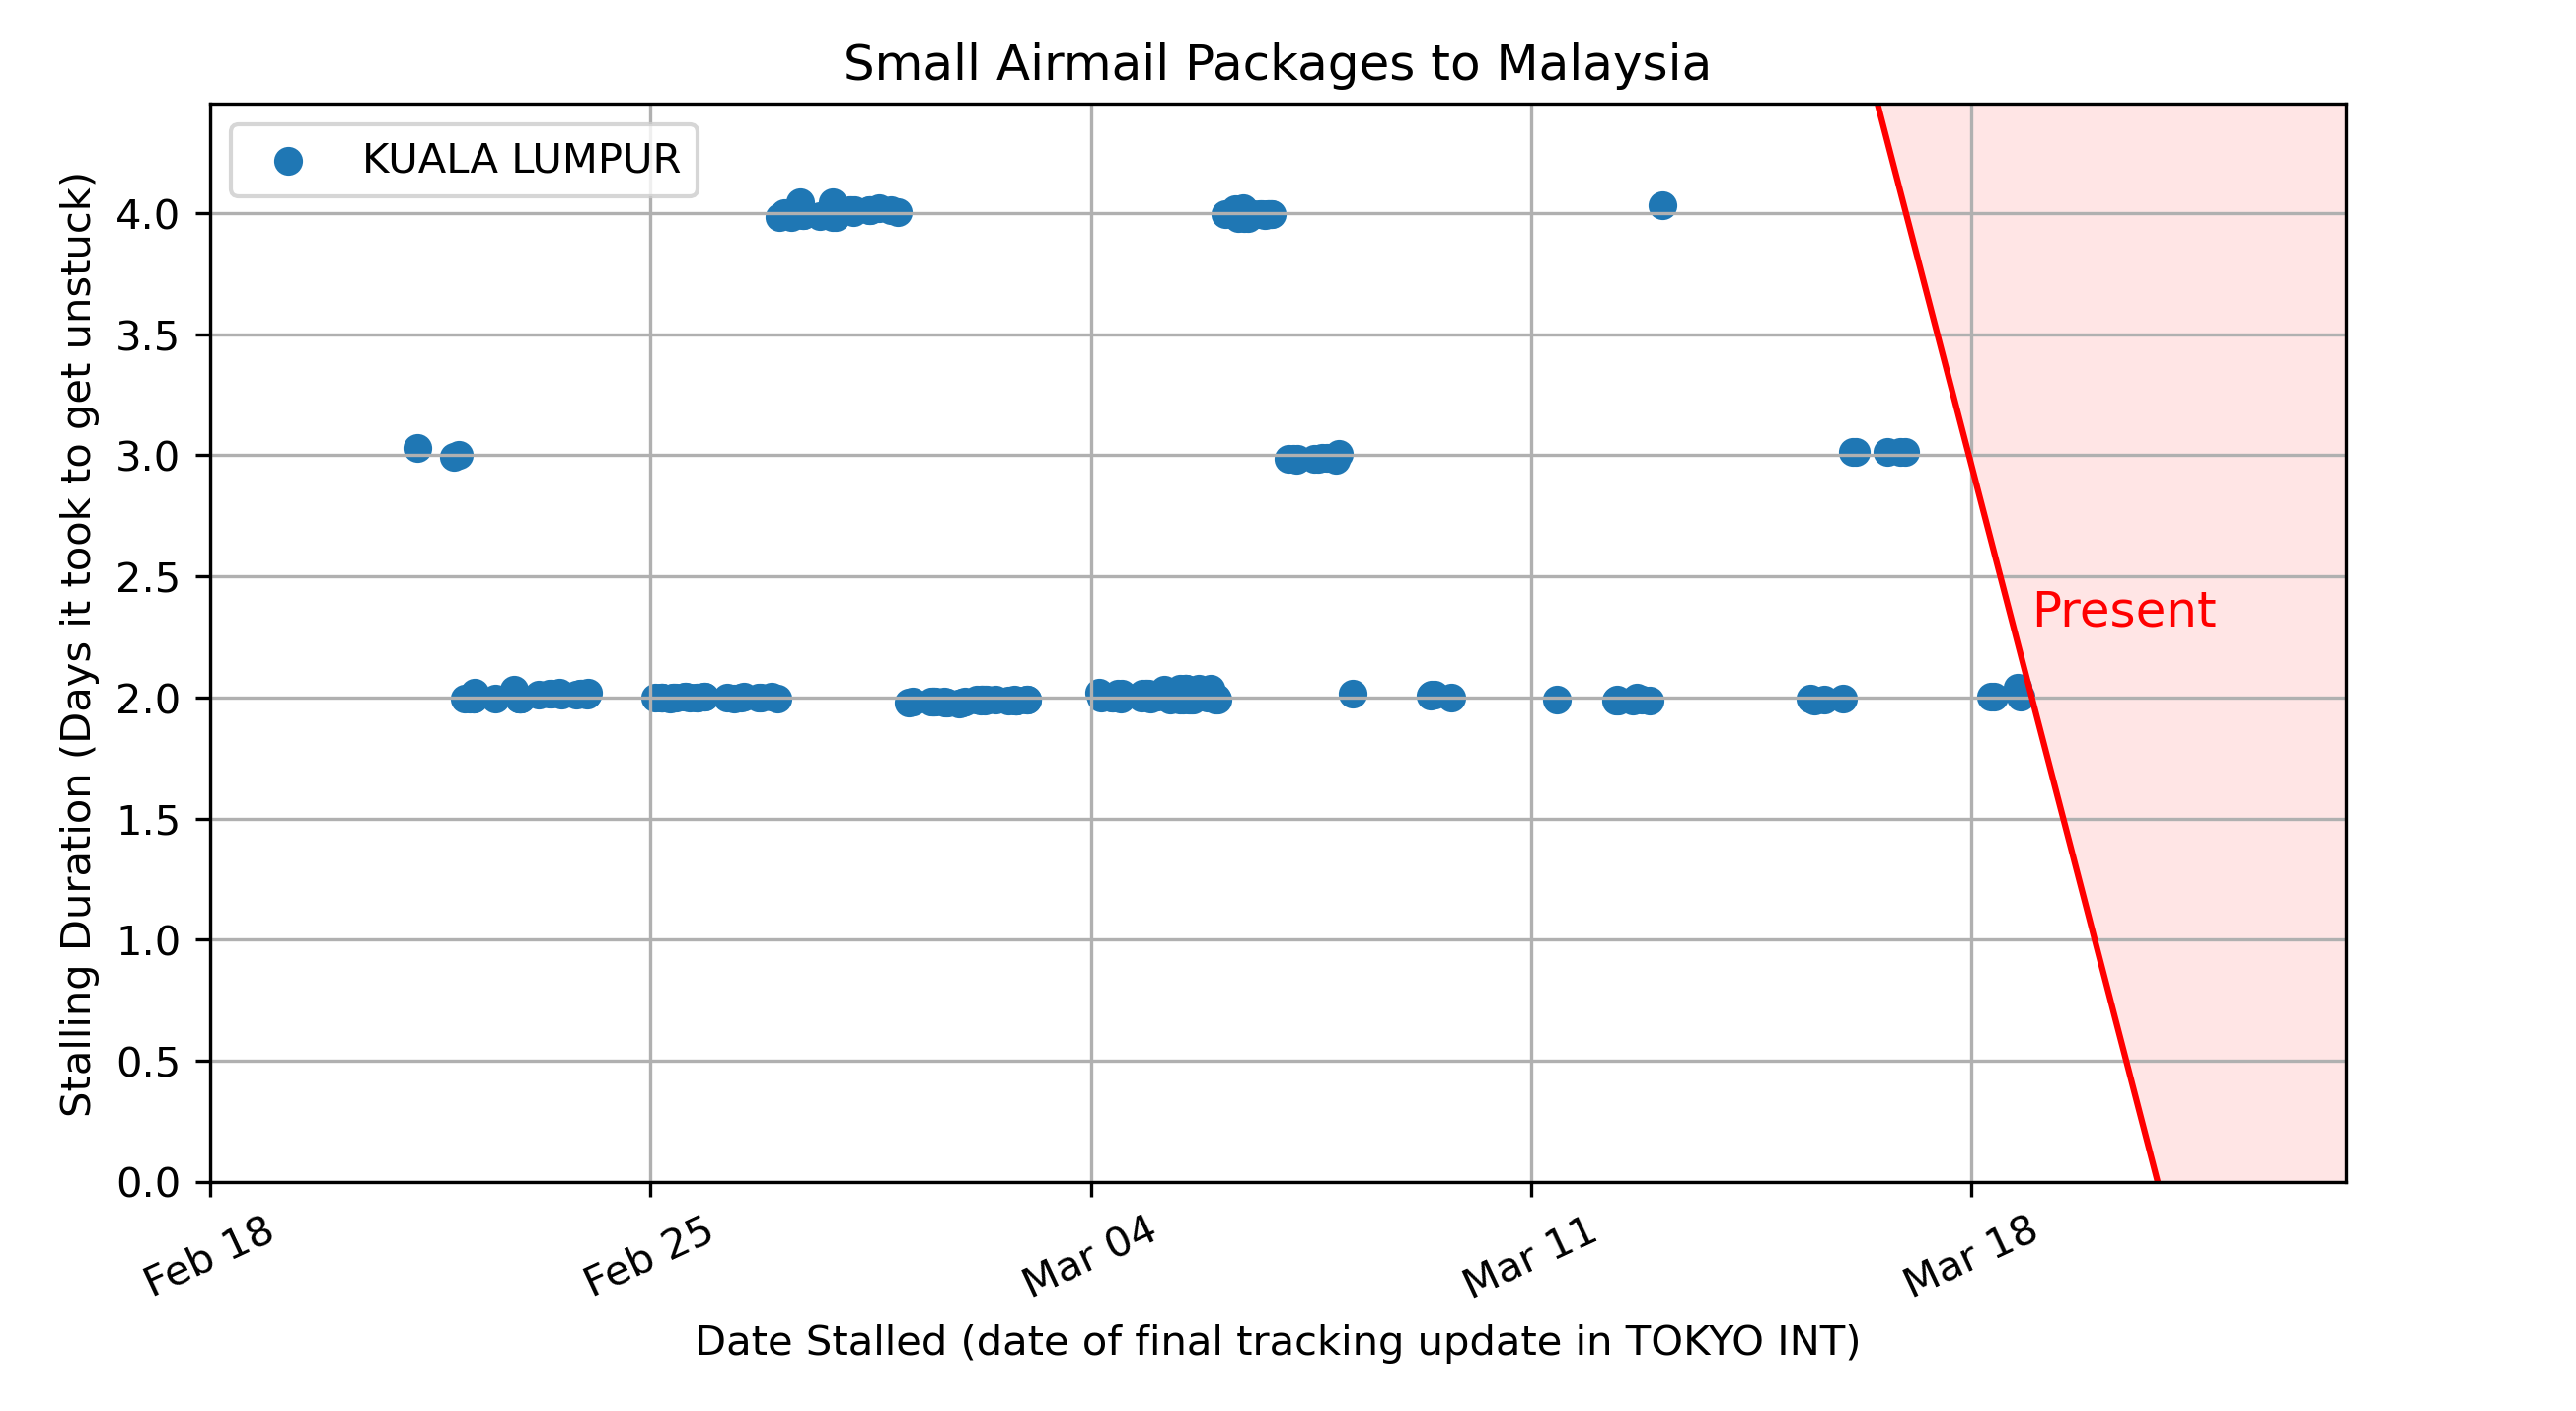 Small Airmail Packages to Malaysia
KUALA LUMPUR
Stalling Duration (Days it took to get unstuck)
4.0
3.5
3.0
2.5
2.0
1.5
1.0
0.5
0.0
Present
Feb 18
Feb 25
Mar 04
Mar 11
Mar 18
Date Stalled (date of final tracking update in TOKYO INT)